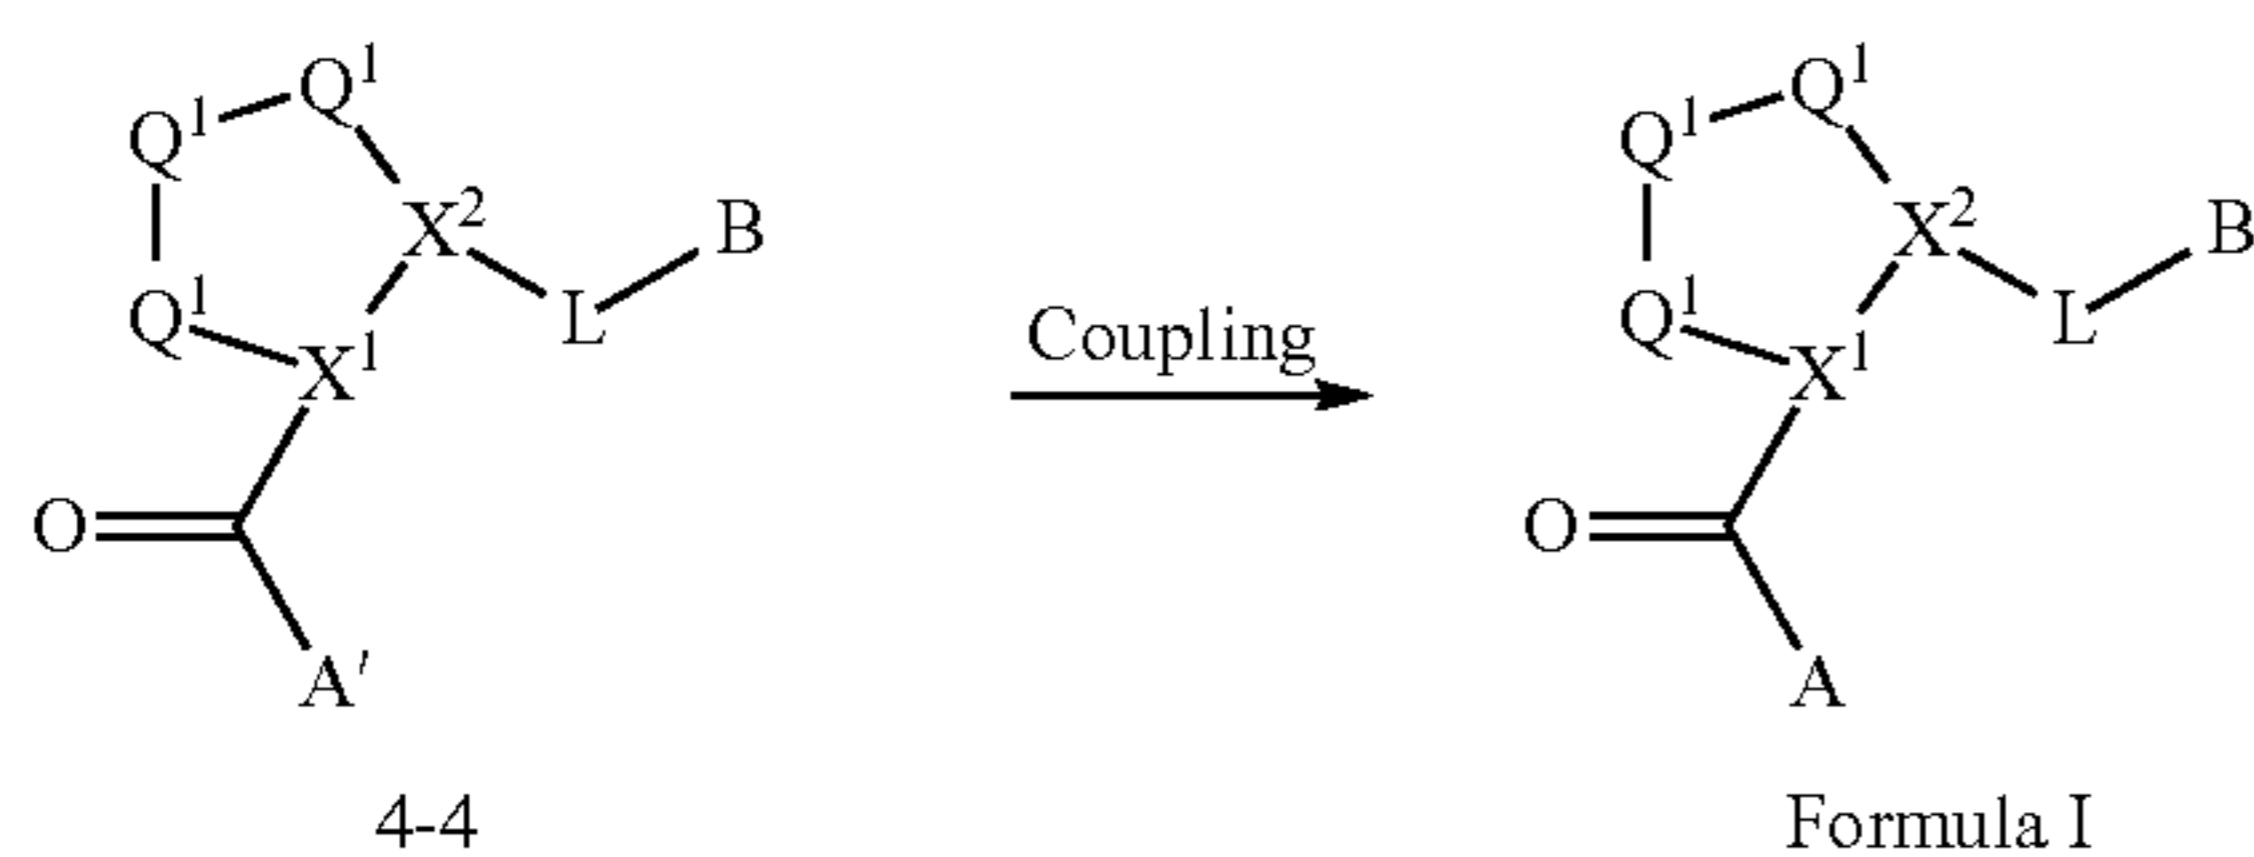 Q¹ Q¹
Q¹ Q¹
X² B X² B
Q¹ L Coupling Q¹ L
X¹ X¹
O O
A′ A
4-4 Formula I